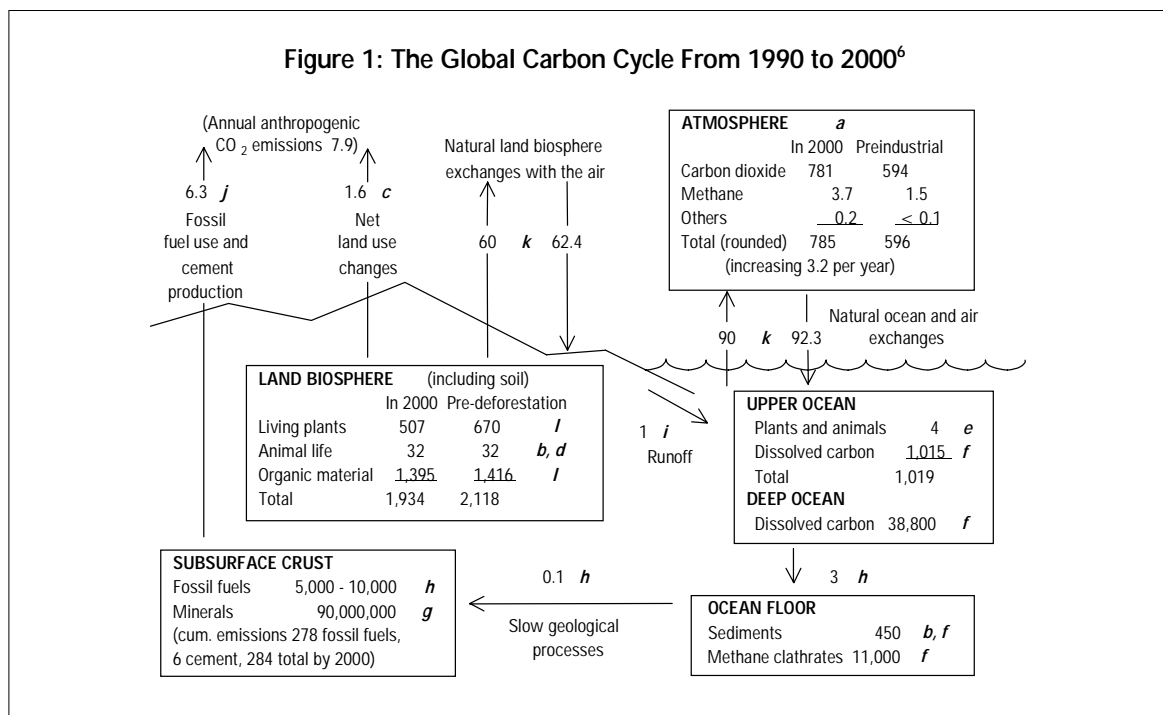 Figure 1: The Global Carbon Cycle From 1990 to 2000⁶
(Annual anthropogenic
CO 2 emissions 7.9)
6.3 j
Fossil
fuel use and
cement
production
1.6 c
Net
land use
changes
Natural land biosphere
exchanges with the air
60 k 62.4
ATMOSPHERE a
In 2000 Preindustrial
Carbon dioxide 781 594
Methane 3.7 1.5
Others 0.2 < 0.1
Total (rounded) 785 596
(increasing 3.2 per year)
90 k 92.3
Natural ocean and air
exchanges
LAND BIOSPHERE (including soil)
In 2000 Pre-deforestation
Living plants 507 670 l
Animal life 32 32 b, d
Organic material 1,395 1,416 l
Total 1,934 2,118
1 i
Runoff
UPPER OCEAN
Plants and animals 4 e
Dissolved carbon 1,015 f
Total 1,019
DEEP OCEAN
Dissolved carbon 38,800 f
SUBSURFACE CRUST
Fossil fuels 5,000 - 10,000 h
Minerals 90,000,000 g
(cum. emissions 278 fossil fuels,
6 cement, 284 total by 2000)
0.1 h
Slow geological
processes
3 h
OCEAN FLOOR
Sediments 450 b, f
Methane clathrates 11,000 f